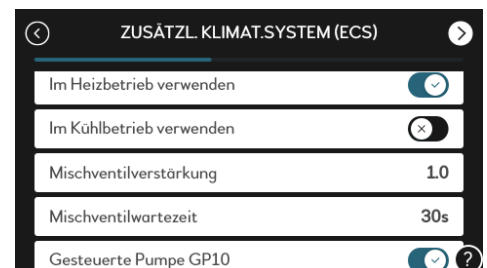 ZUSÄTZL. KLIMAT.SYSTEM (ECS)
Im Heizbetrieb verwenden
Im Kühlbetrieb verwenden
Mischventilverstärkung 1.0
Mischventilwartezeit 30s
Gesteuerte Pumpe GP10 ?